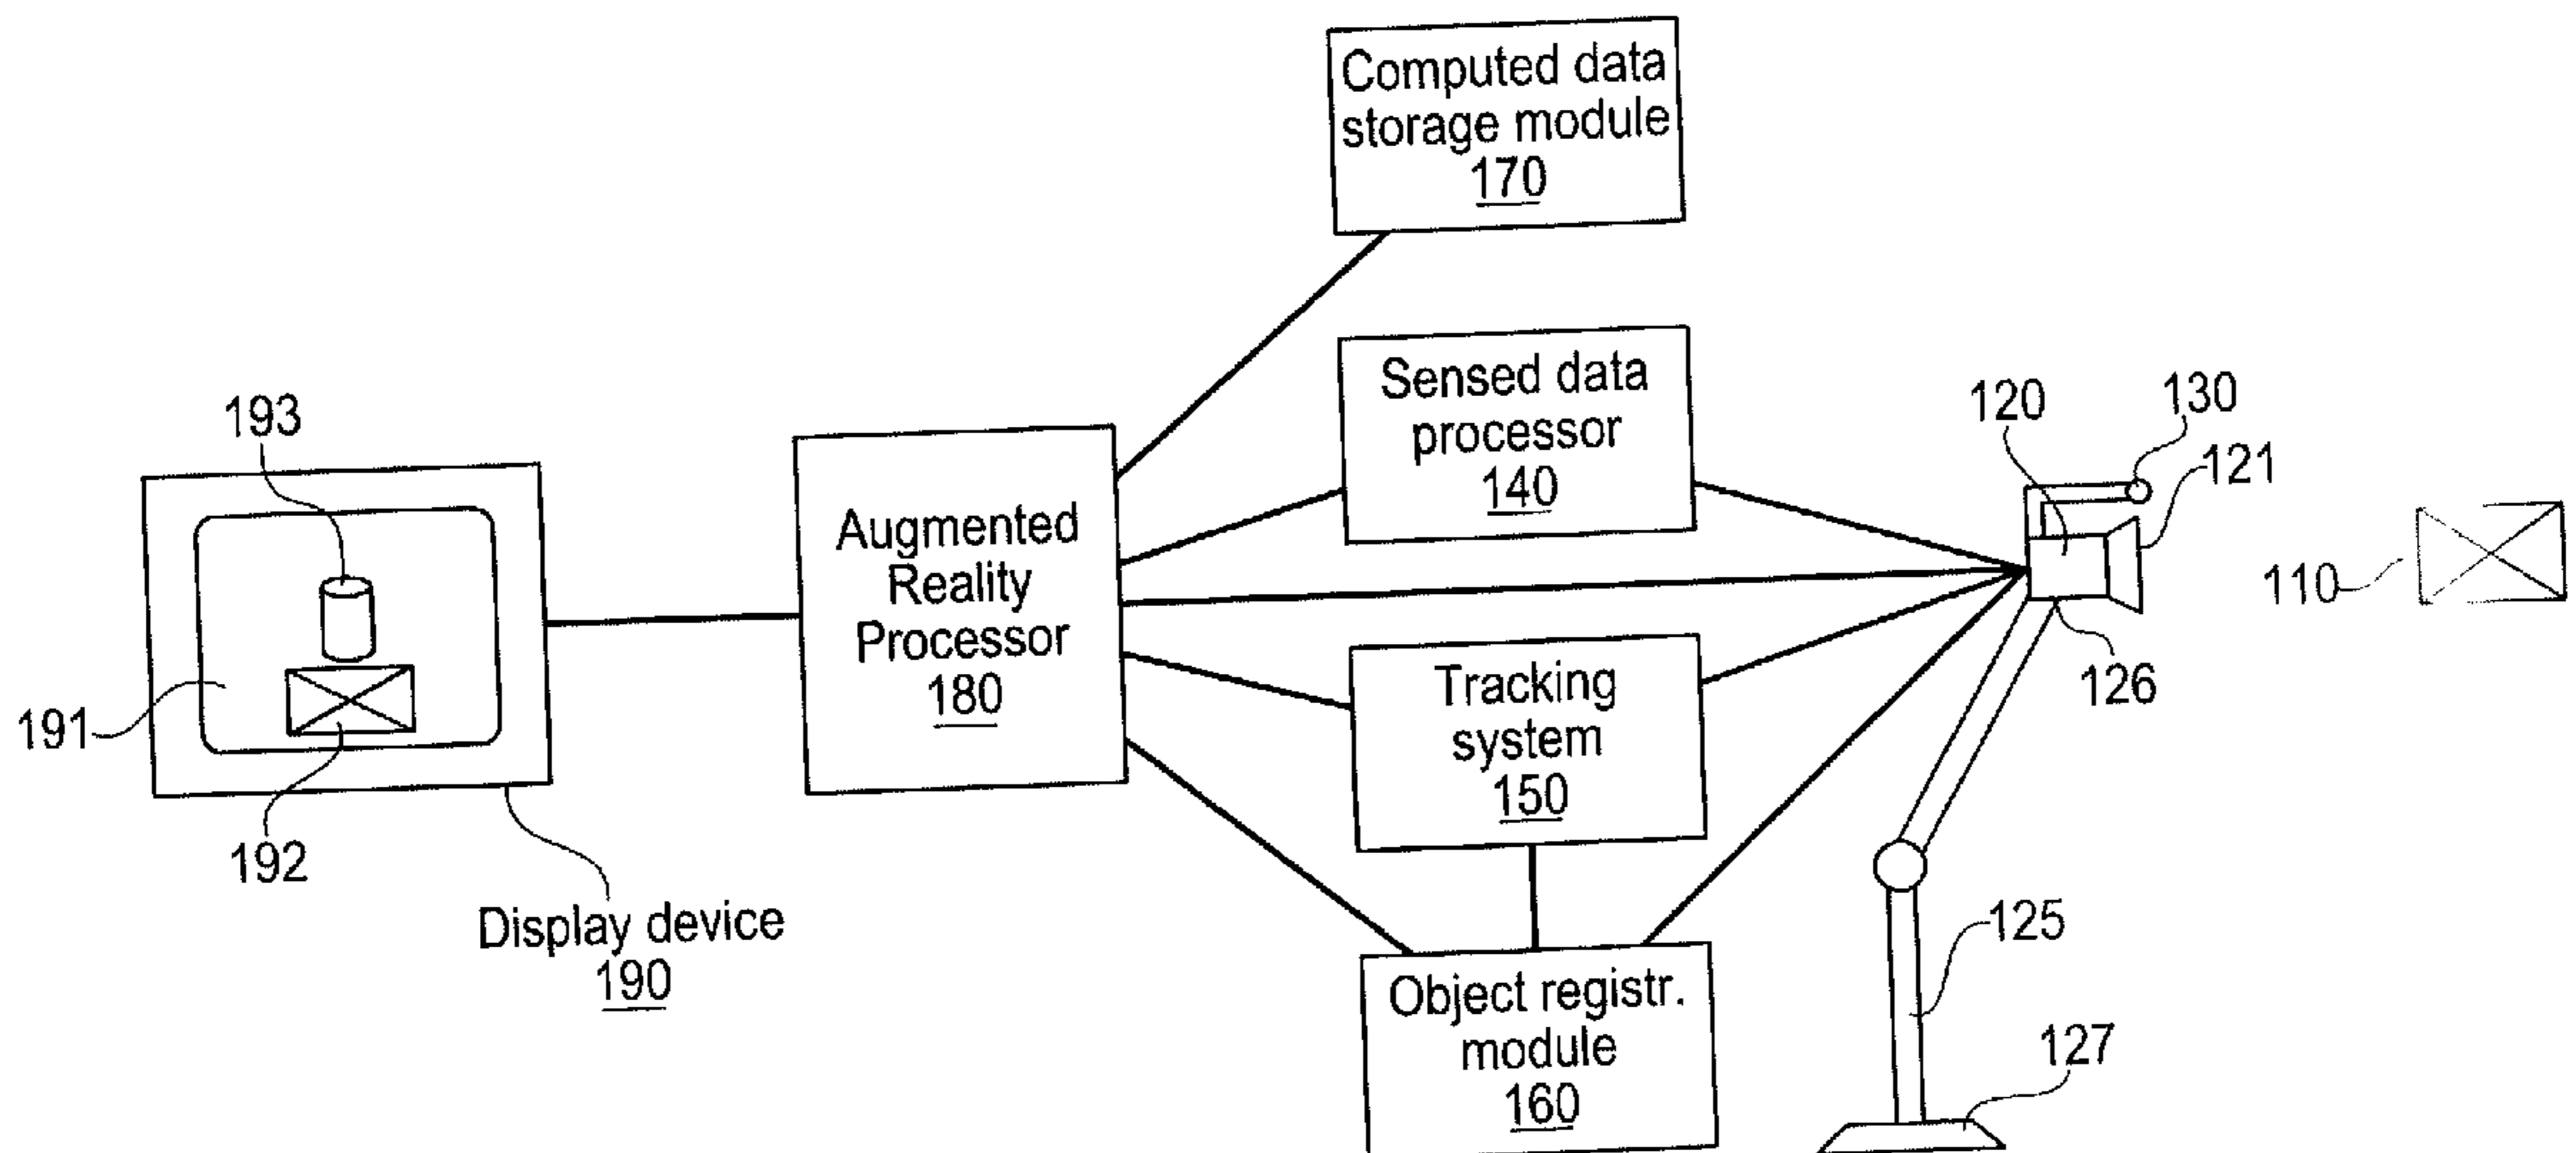 Computed data
storage module
170
Sensed data
processor
140
Augmented
Reality
Processor
180
Tracking
system
150
Object registr.
module
160
Display device
190
193
191
192
120
130
121
110
126
125
127